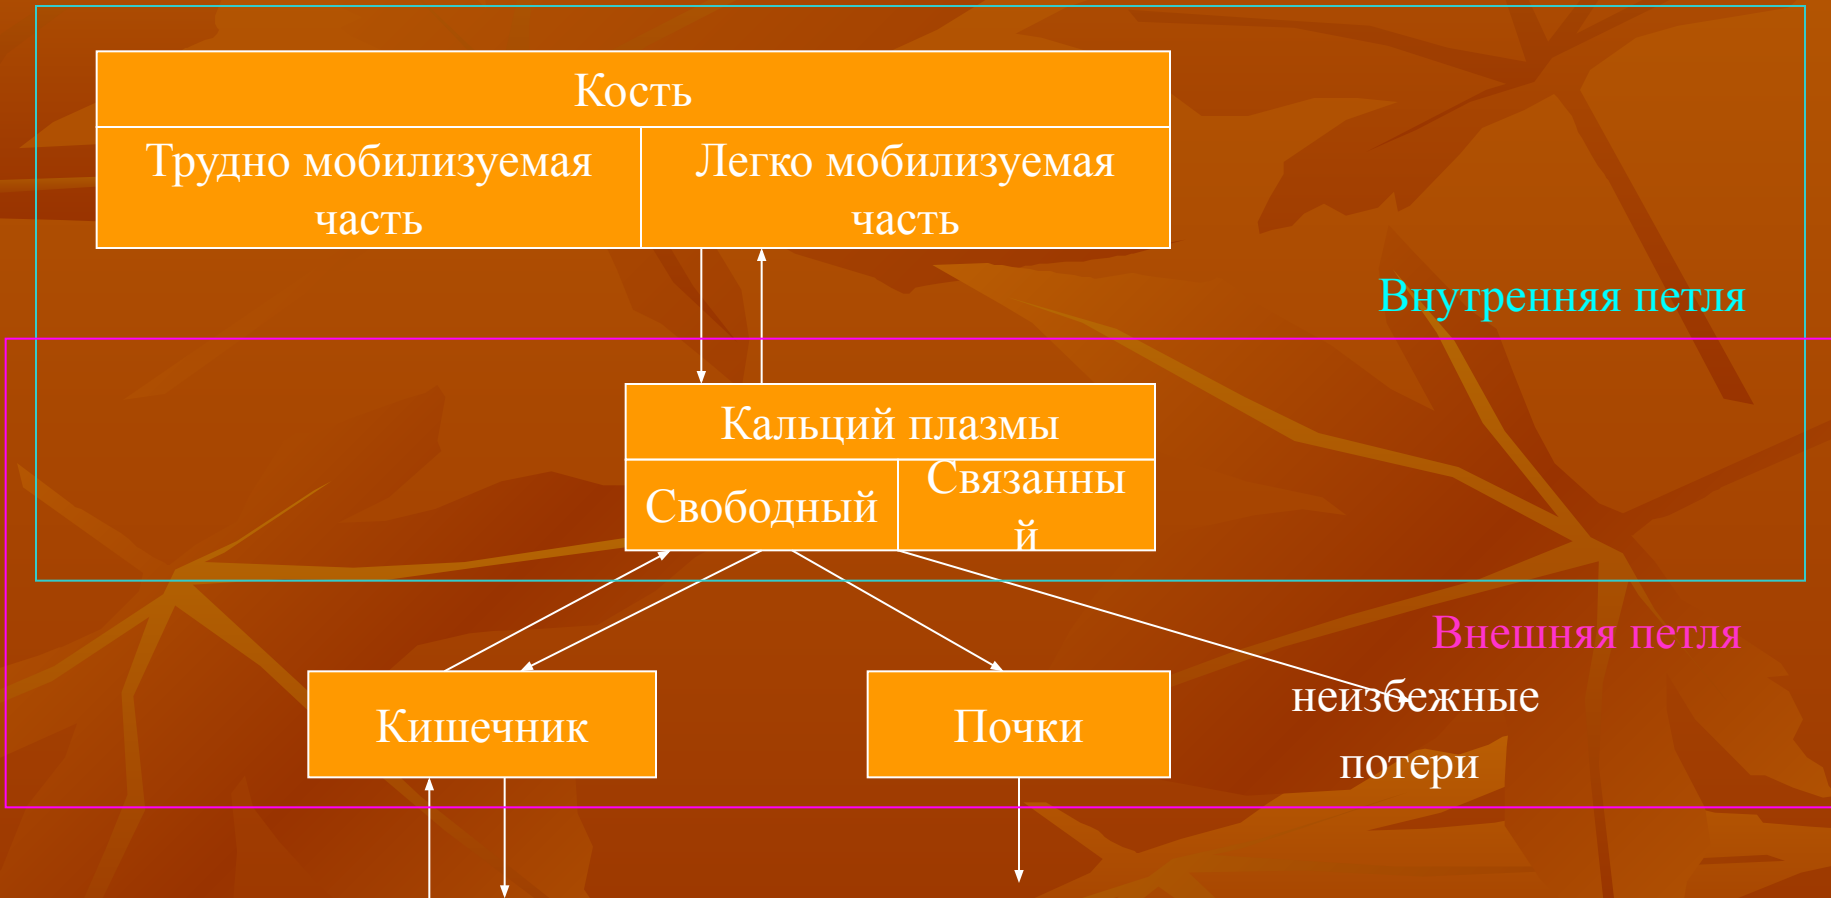 Кость
Трудно мобилизуемая
часть
Легко мобилизуемая
часть
Внутренняя петля
Кальций плазмы
Свободный
Связанны
й
Внешняя петля
Кишечник
Почки
неизбежные
потери